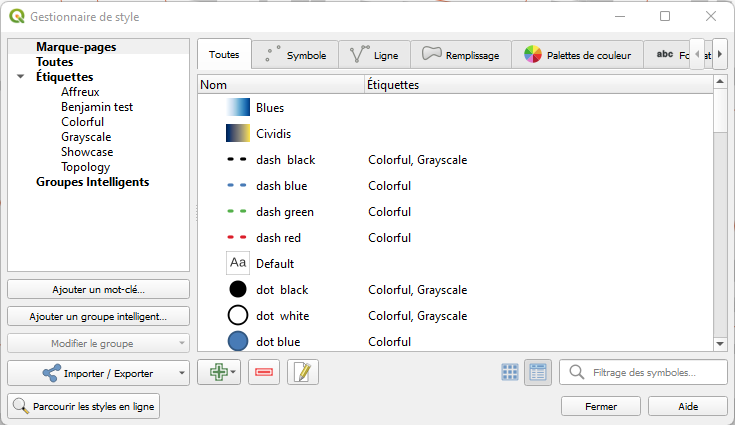 Gestionnaire de style
Marque-pages
Toutes
Étiquettes
Affreux
Benjamin test
Colorful
Grayscale
Showcase
Topology
Groupes Intelligents
Ajouter un mot-clé...
Ajouter un groupe intelligent...
Modifier le groupe
Importer / Exporter
Parcourir les styles en ligne
Toutes Symbole Ligne Remplissage Palettes de couleur abc
Nom Étiquettes
Blues
Cividis
dash black Colorful, Grayscale
dash blue Colorful
dash green Colorful
dash red Colorful
Aa Default
dot black Colorful, Grayscale
dot white Colorful, Grayscale
dot blue Colorful
Filtrage des symboles...
Fermer Aide